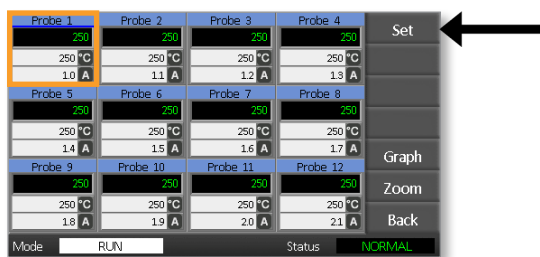 Probe 1 Probe 2 Probe 3 Probe 4 Set
250 250 250 250
250 °C 250 °C 250 °C 250 °C
1.0 A 1.1 A 1.2 A 1.3 A
Probe 5 Probe 6 Probe 7 Probe 8
250 250 250 250
250 °C 250 °C 250 °C 250 °C
1.4 A 1.5 A 1.6 A 1.7 A Graph
Probe 9 Probe 10 Probe 11 Probe 12
250 250 250 250 Zoom
250 °C 250 °C 250 °C 250 °C
1.8 A 1.9 A 2.0 A 2.1 A Back
Mode RUN Status NORMAL